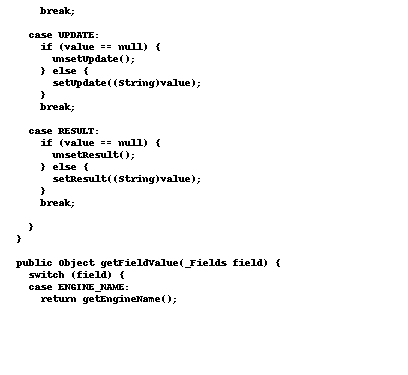 break;
case UPDATE:
if (value == null) {
unsetUpdate();
} else {
setUpdate((String)value);
}
break;
case RESULT:
if (value == null) {
unsetResult();
} else {
setResult((String)value);
}
break;
}
}
public Object getFieldValue(_Fields field) {
switch (field) {
case ENGINE_NAME:
return getEngineName();